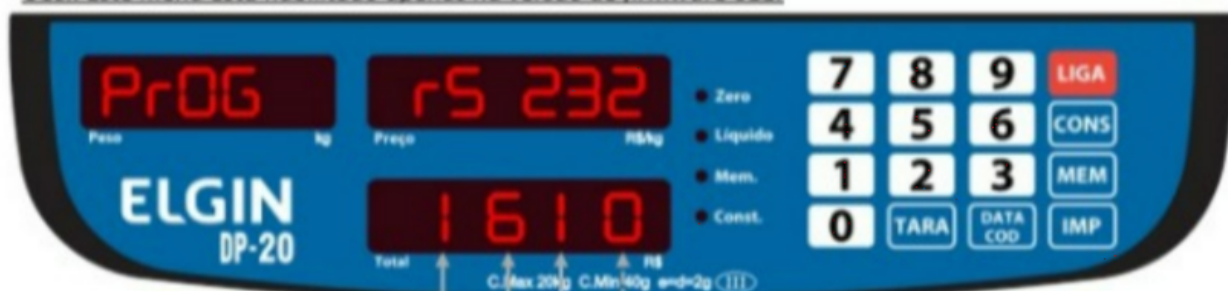 PrOG
rS 232
Peso kg
Preço R$/kg
Zero
Líquido
Mem.
Const.
ELGIN
DP-20
1610
Total R$
C.Max 20kg C.Min 40g e=d=2g III
7 8 9 LIGA
4 5 6 CONS
1 2 3 MEM
0 TARA DATA COD IMP